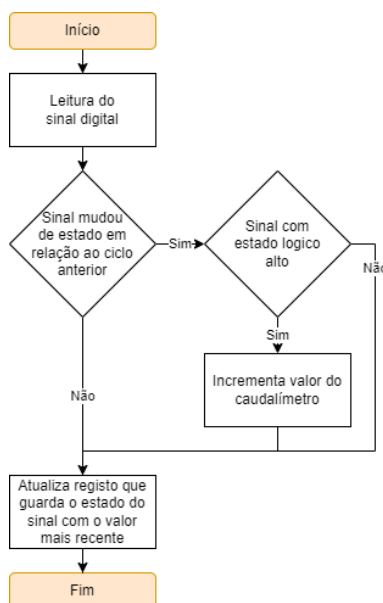 Início
Leitura do
sinal digital
Sinal mudou
de estado em
relação ao ciclo
anterior
Sim
Sinal com
estado logico
alto
Não
Sim
Não
Incrementa valor do
caudalímetro
Atualiza registo que
guarda o estado do
sinal com o valor
mais recente
Fim